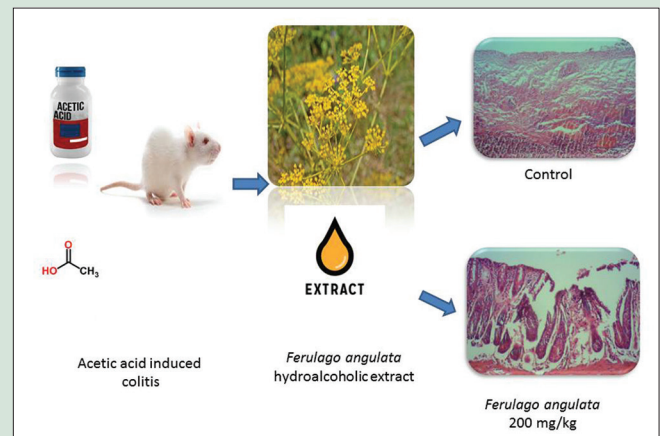 ACETIC
ACID
HO
O
CH3
Acetic acid induced
colitis
EXTRACT
Ferulago angulata
hydroalcoholic extract
Control
Ferulago angulata
200 mg/kg